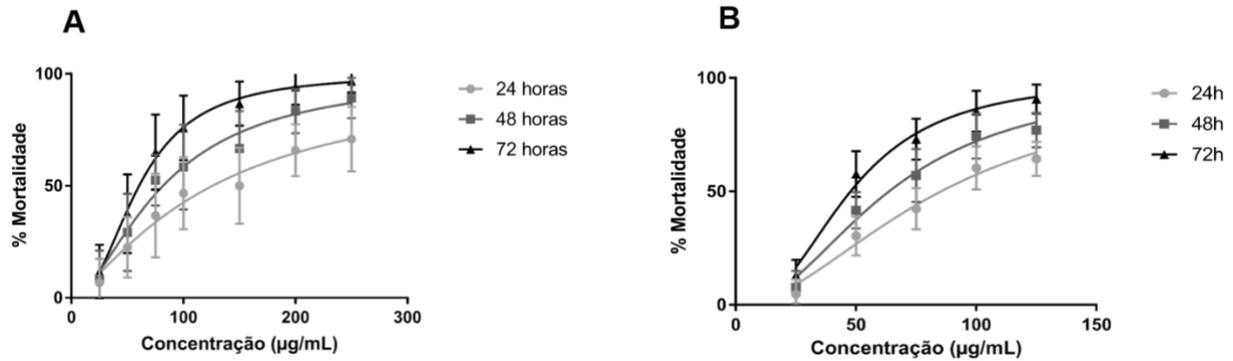 A
% Mortalidade
100
50
0
0
100
200
300
Concentração (µg/mL)
24 horas
48 horas
72 horas
B
% Mortalidade
100
50
0
0
50
100
150
Concentração (µg/mL)
24h
48h
72h